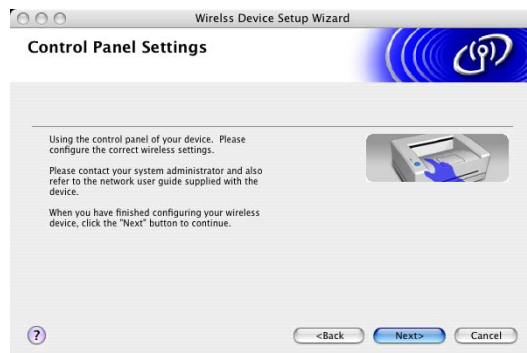 Wirelss Device Setup Wizard
Control Panel Settings
Using the control panel of your device.  Please
configure the correct wireless settings.
Please contact your system administrator and also
refer to the network user guide supplied with the
device.
When you have finished configuring your wireless
device, click the "Next" button to continue.
?
<Back
Next>
Cancel